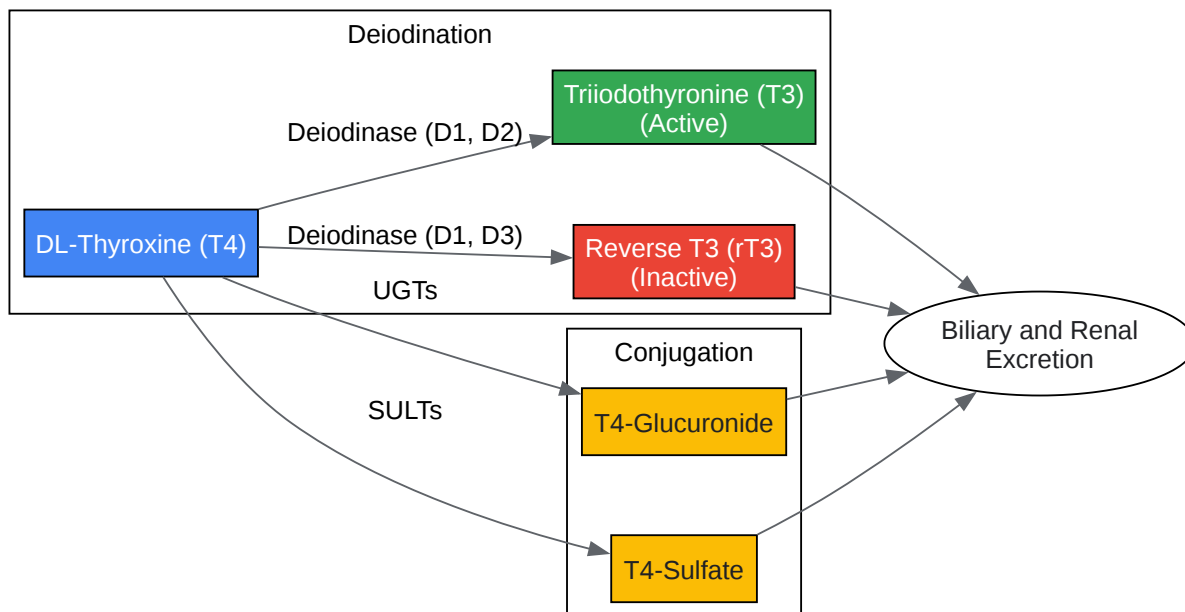 Deiodination
Triiodothyronine (T3)
(Active)
Deiodinase (D1, D2)
DL-Thyroxine (T4)
Deiodinase (D1, D3)
Reverse T3 (rT3)
(Inactive)
UGTs
Biliary and Renal
Excretion
Conjugation
SULTs
T4-Glucuronide
T4-Sulfate